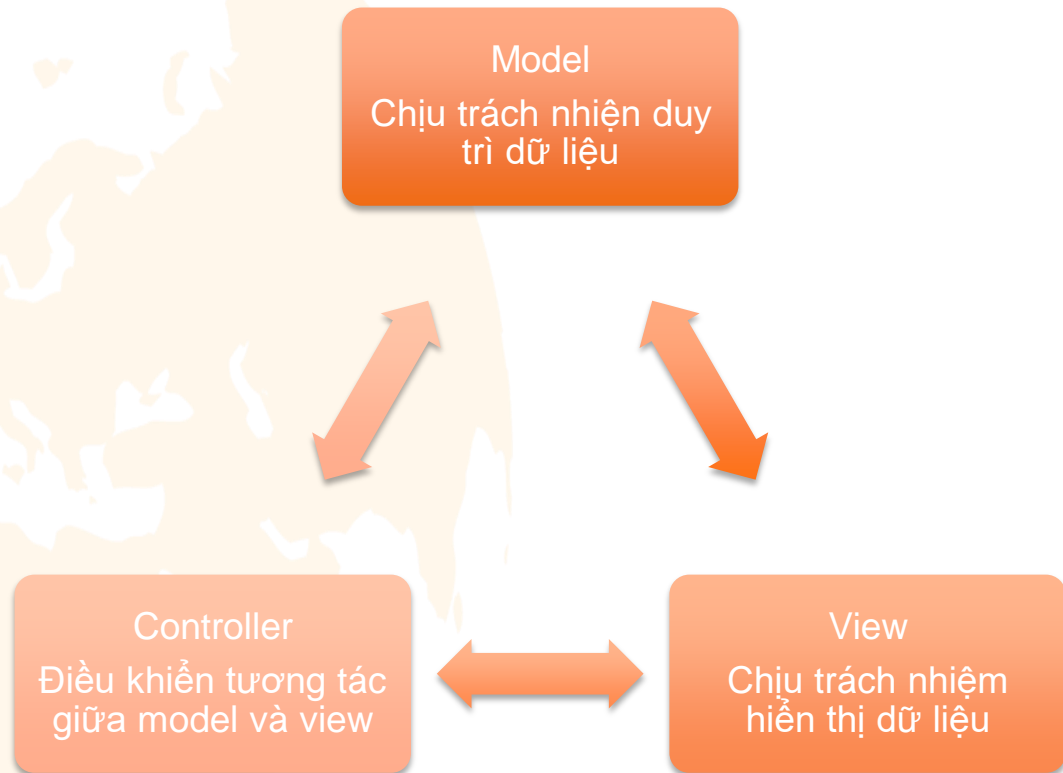 Model
Chịu trách nhiện duy
trì dữ liệu
Controller
Điều khiển tương tác
giữa model và view
View
Chịu trách nhiệm
hiển thị dữ liệu